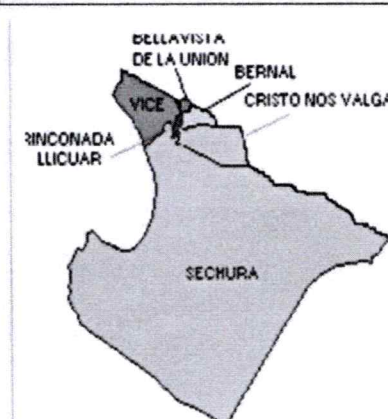 BELLAVISTA
DE LA UNION
BERNAL
VICE
CRISTO NOS VALGA
RINCONADA
LLICUAR
SECHURA